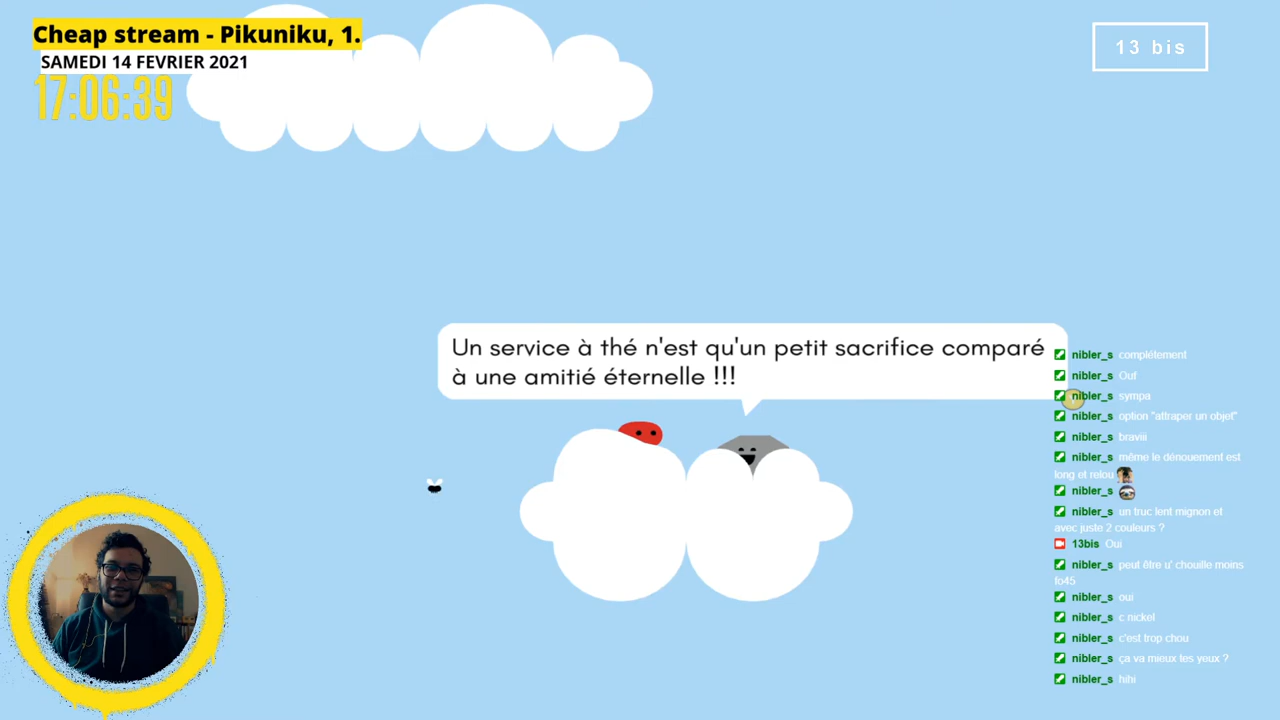 Cheap stream - Pikuniku, 1.
SAMEDI 14 FEVRIER 2021
17:06:39
13 bis
Un service à thé n'est qu'un petit sacrifice comparé
à une amitié éternelle !!!
nibler_s complétement
nibler_s Ouf
nibler_s sympa
nibler_s option "attraper un objet"
nibler_s braviii
nibler_s même le dénouement est
long et relou
nibler_s
nibler_s un truc lent mignon et
avec juste 2 couleurs ?
13bis Oui
nibler_s peut être u' chouille moins
fo45
nibler_s oui
nibler_s c nickel
nibler_s c'est trop chou
nibler_s ça va mieux tes yeux ?
nibler_s hihi